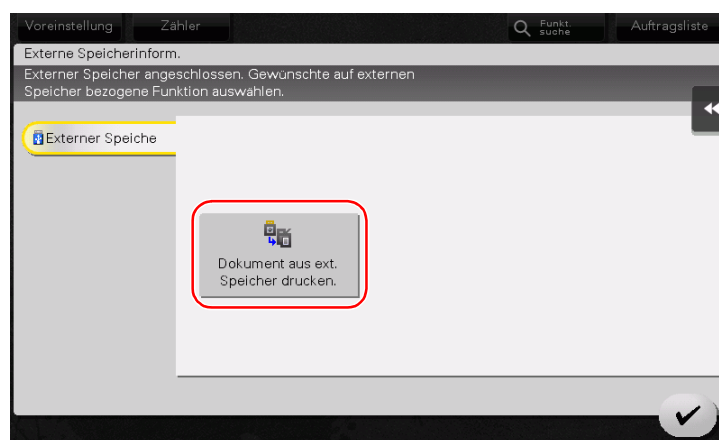 Voreinstellung Zähler Funkt. Auftragsliste
suche
Externe Speicherinform.
Externer Speicher angeschlossen. Gewünschte auf externen
Speicher bezogene Funktion auswählen.
Externer Speiche
Dokument aus ext.
Speicher drucken.